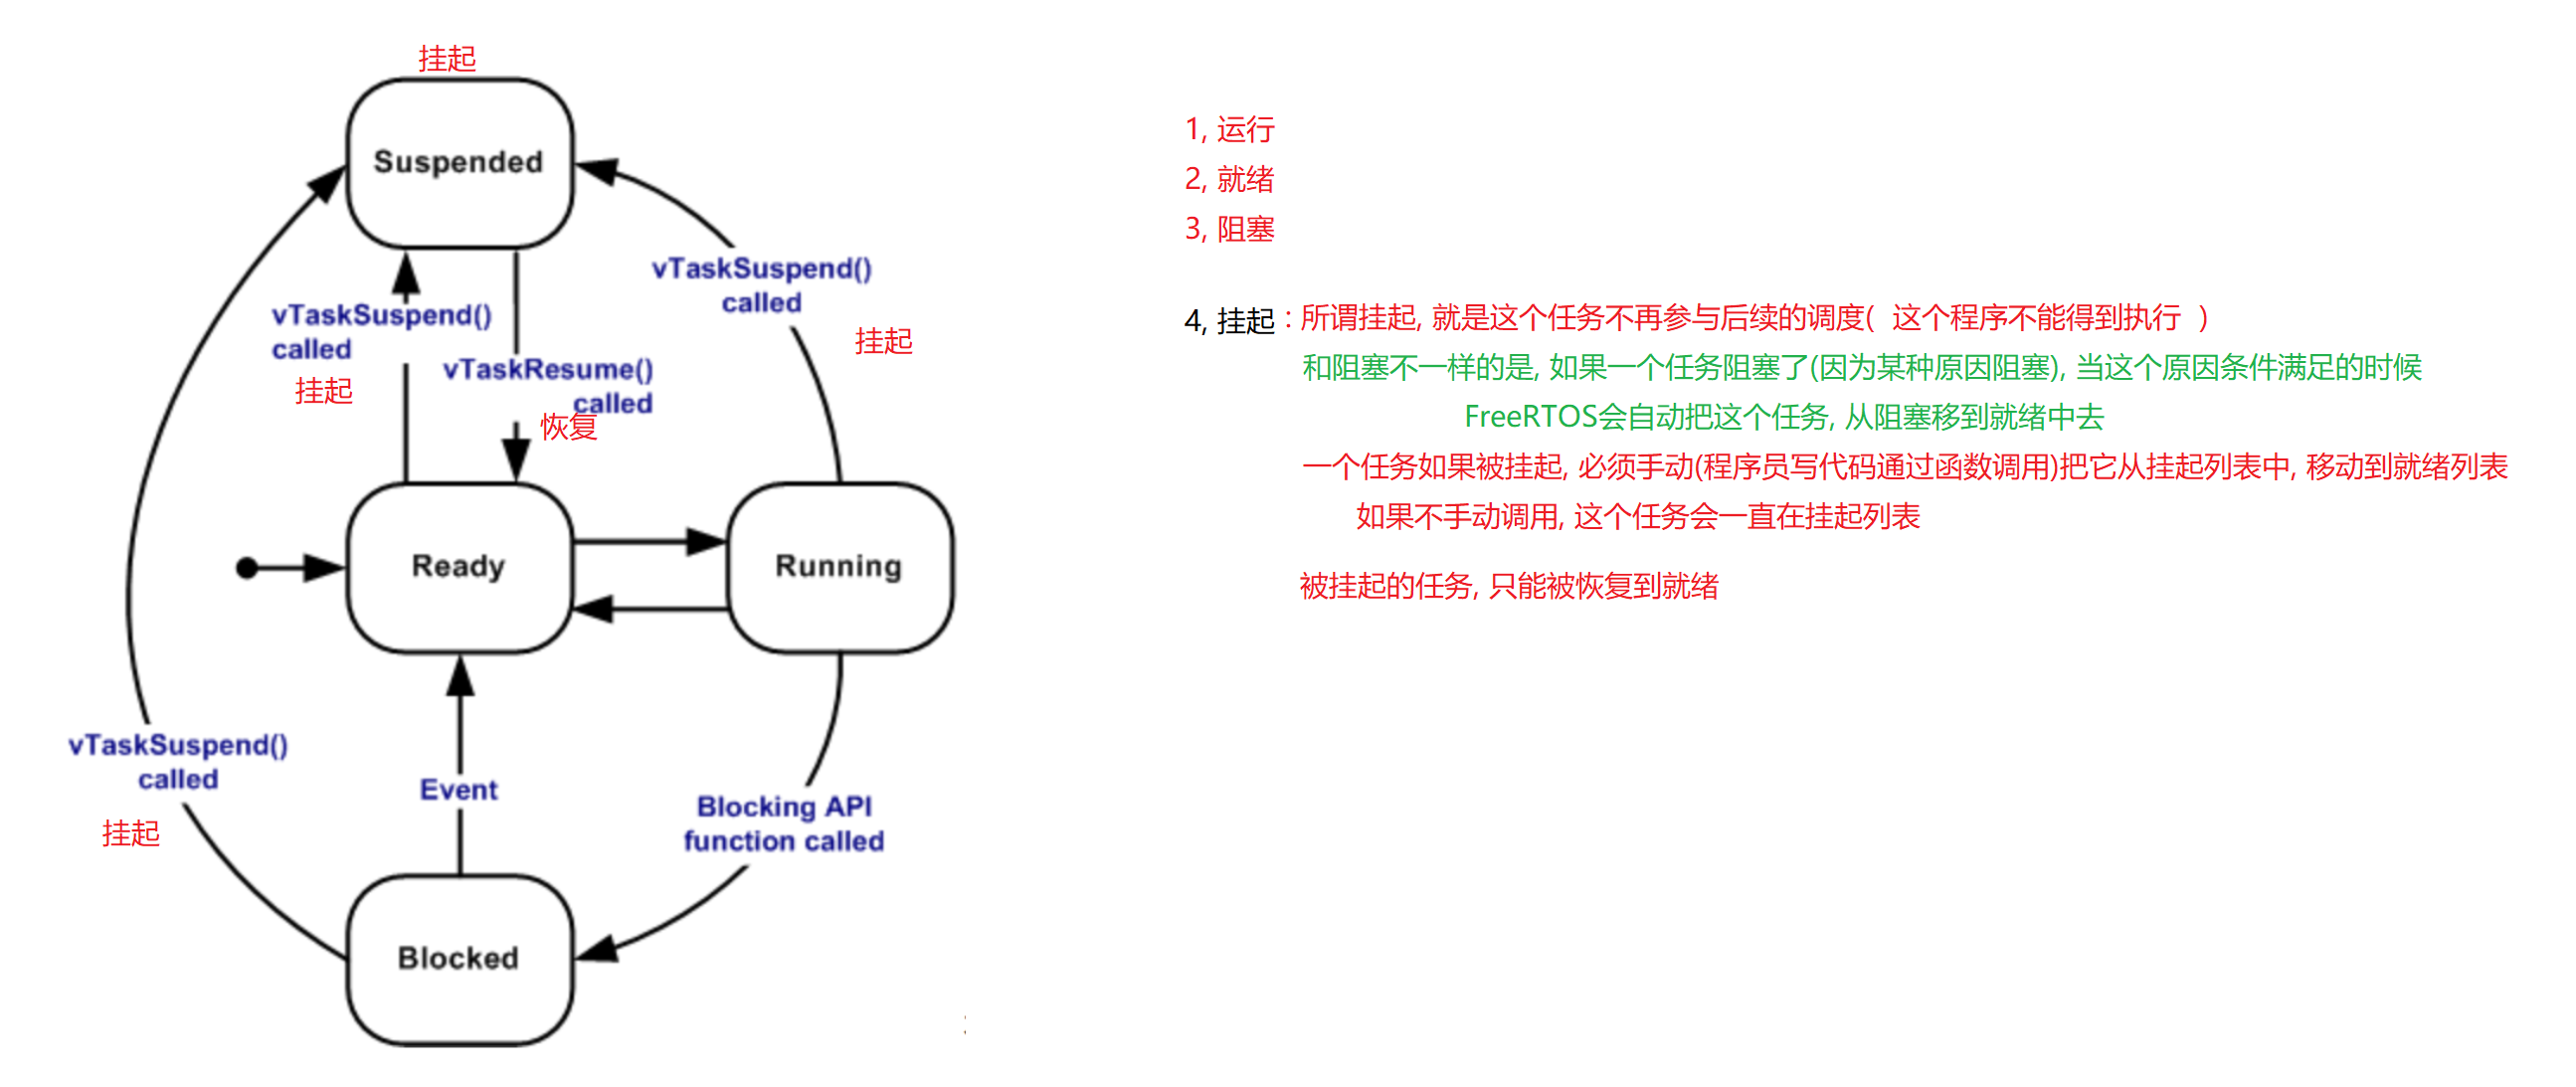 挂起
Suspended
vTaskSuspend()
called
挂起
vTaskSuspend()
called
挂起
vTaskResume()
called
恢复
Ready
Running
vTaskSuspend()
called
挂起
Event
Blocking API
function called
Blocked
1, 运行
2, 就绪
3, 阻塞
4, 挂起 : 所谓挂起, 就是这个任务不再参与后续的调度( 这个程序不能得到执行 )
和阻塞不一样的是, 如果一个任务阻塞了(因为某种原因阻塞), 当这个原因条件满足的时候
FreeRTOS会自动把这个任务, 从阻塞移到就绪中去
一个任务如果被挂起, 必须手动(程序员写代码通过函数调用)把它从挂起列表中, 移动到就绪列表
如果不手动调用, 这个任务会一直在挂起列表
被挂起的任务, 只能被恢复到就绪